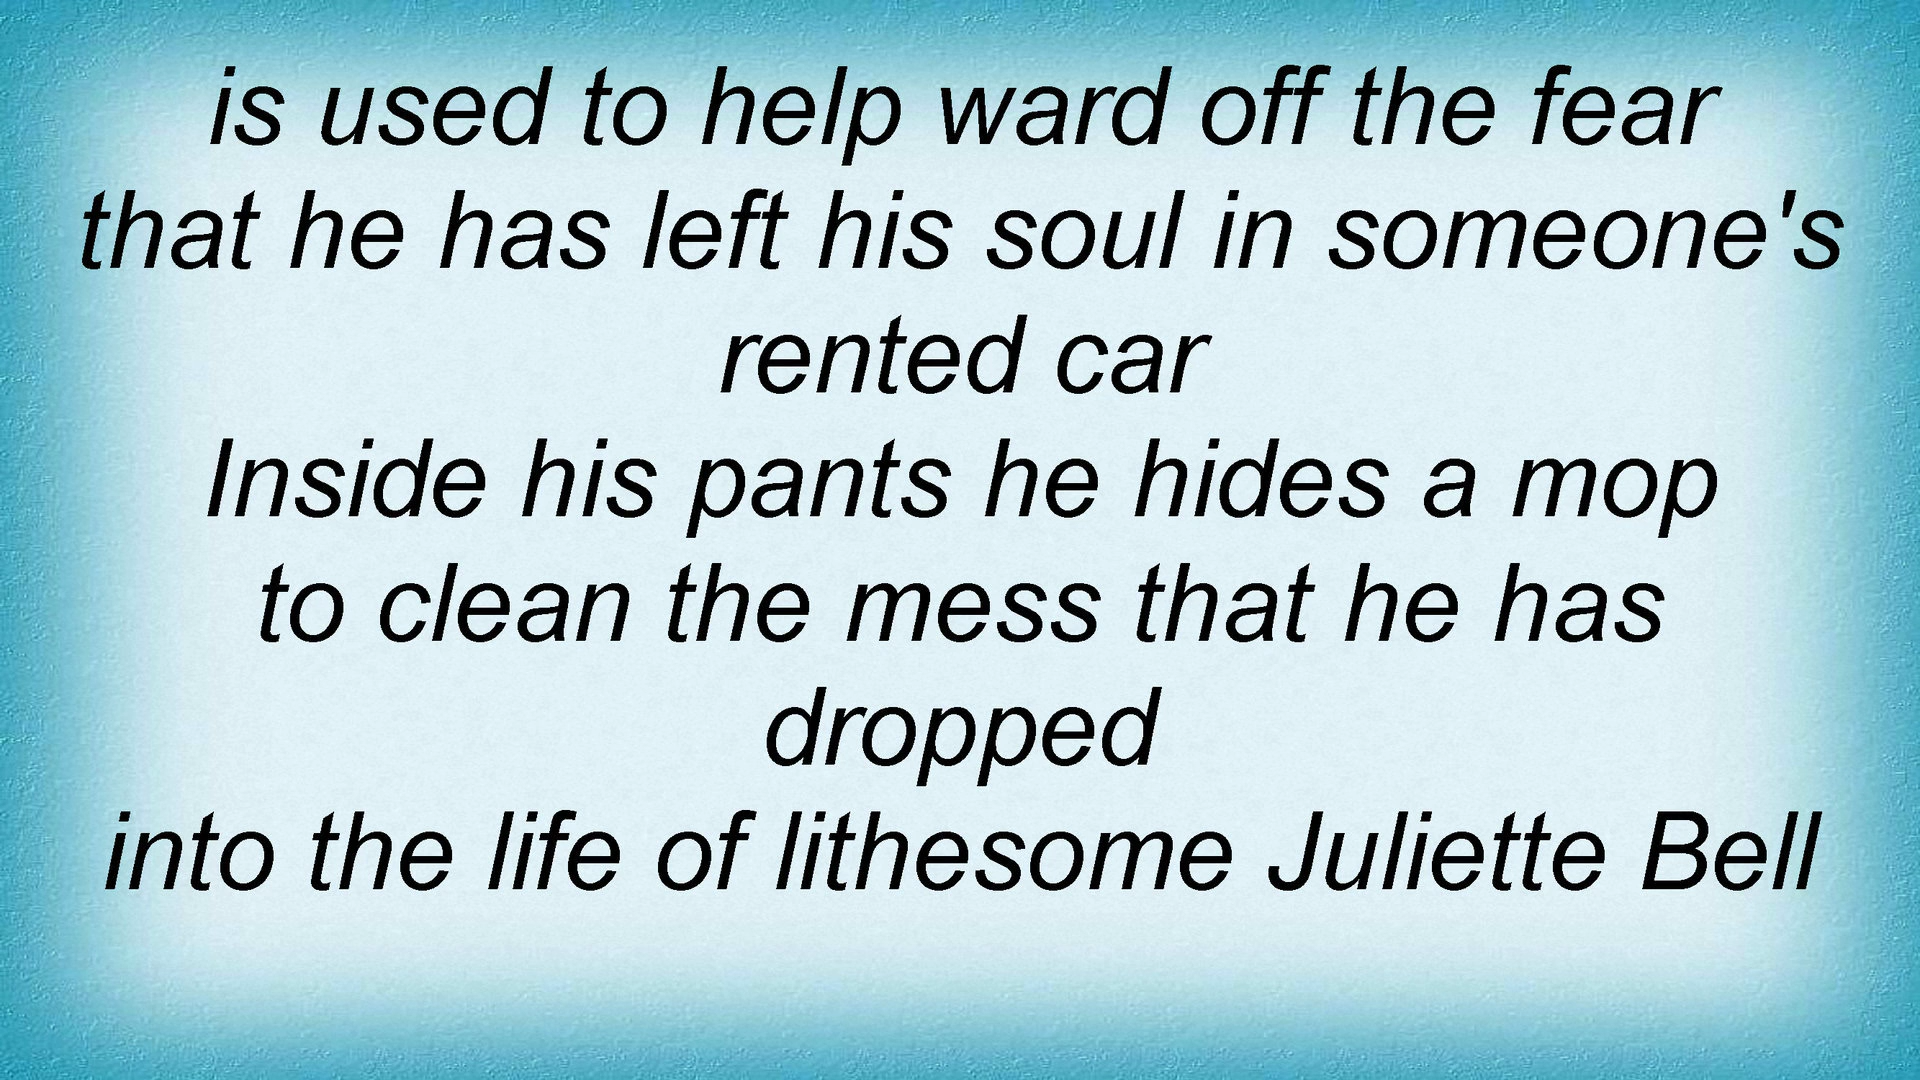 is used to help ward off the fear
that he has left his soul in someone's
rented car
Inside his pants he hides a mop
to clean the mess that he has
dropped
into the life of lithesome Juliette Bell